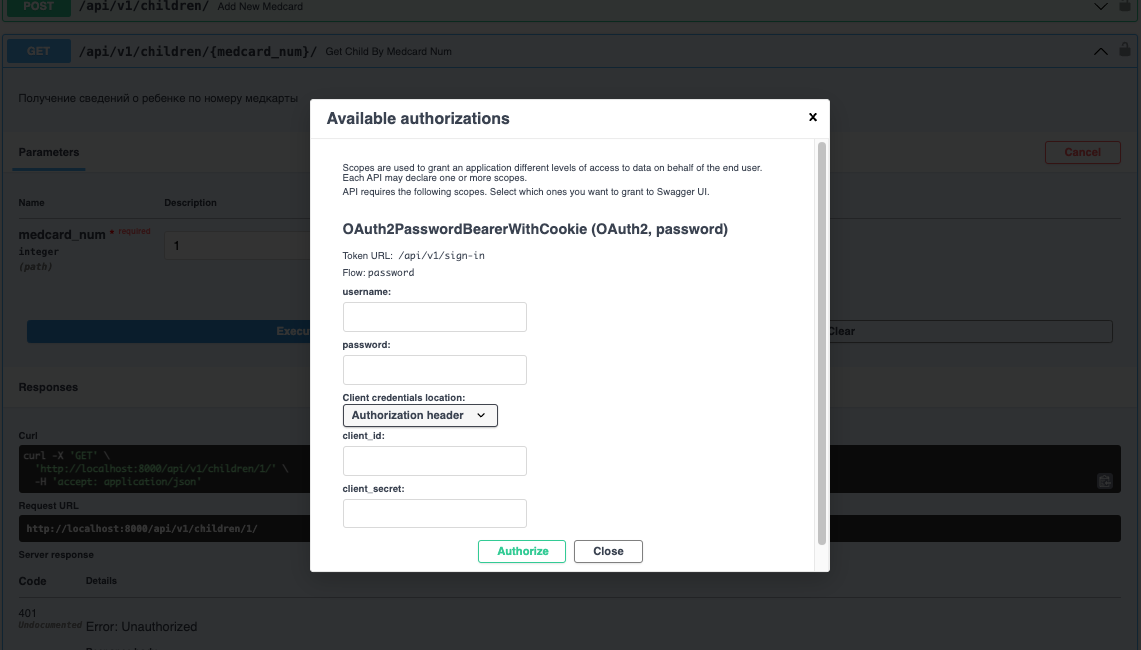 POST /api/v1/children/ Add New Medcard
GET /api/v1/children/{medcard_num}/ Get Child By Medcard Num
Получение сведений о ребенке по номеру медкарты
Parameters
Cancel
Name Description
medcard_num * required
integer
(path)
1
Execu
Clear
Responses
Curl
curl -X 'GET' \
'http://localhost:8000/api/v1/children/1/' \
-H 'accept: application/json'
Request URL
http://localhost:8000/api/v1/children/1/
Server response
Code Details
401
Undocumented Error: Unauthorized
Available authorizations
Scopes are used to grant an application different levels of access to data on behalf of the end user.
Each API may declare one or more scopes.
API requires the following scopes. Select which ones you want to grant to Swagger UI.
OAuth2PasswordBearerWithCookie (OAuth2, password)
Token URL: /api/v1/sign-in
Flow: password
username:
password:
Client credentials location:
Authorization header
client_id:
client_secret:
Authorize Close